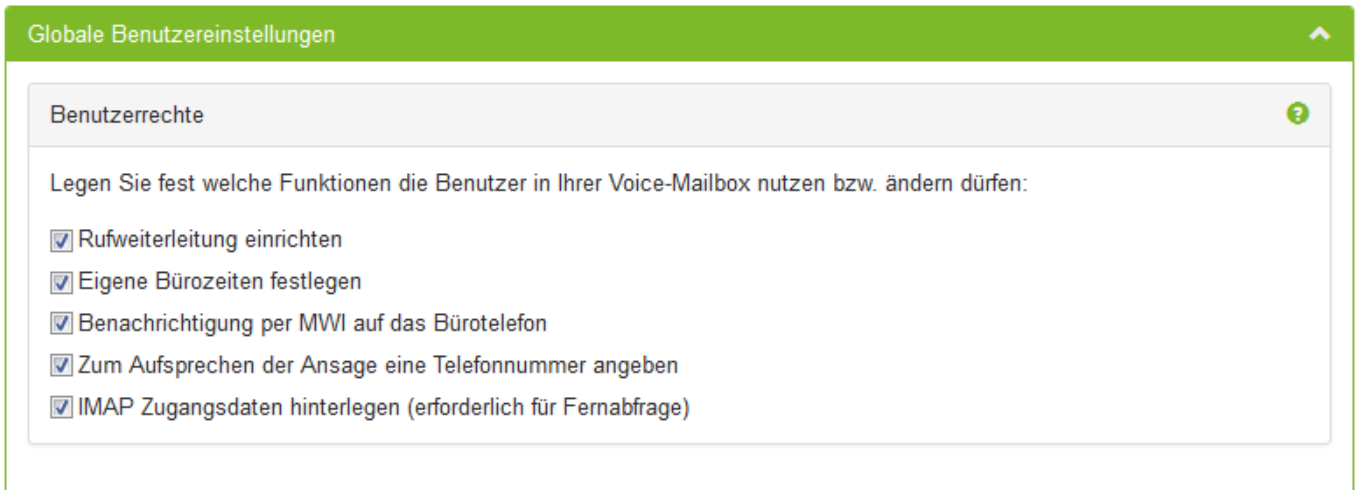 Globale Benutzereinstellungen
Benutzerrechte
Legen Sie fest welche Funktionen die Benutzer in Ihrer Voice-Mailbox nutzen bzw. ändern dürfen:
Rufweiterleitung einrichten
Eigene Bürozeiten festlegen
Benachrichtigung per MWI auf das Bürotelefon
Zum Aufsprechen der Ansage eine Telefonnummer angeben
IMAP Zugangsdaten hinterlegen (erforderlich für Fernabfrage)